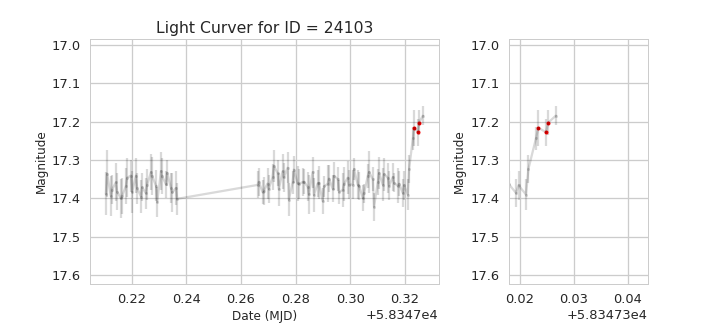 Light Curver for ID = 24103
17.0
17.1
17.2
17.3
17.4
17.5
17.6
Magnitude
0.22 0.24 0.26 0.28 0.30 0.32
Date (MJD)
+5.8347e4
17.0
17.1
17.2
17.3
17.4
17.5
17.6
Magnitude
0.02 0.03 0.04
+5.83473e4